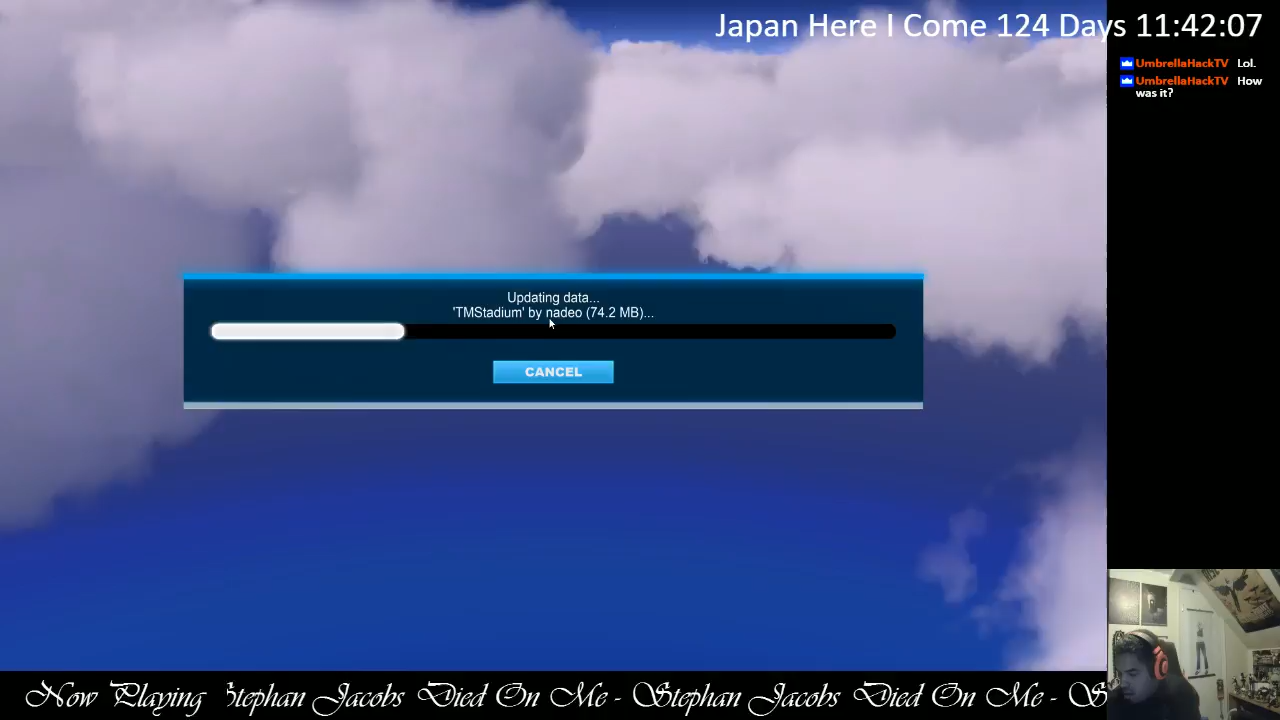 Japan Here I Come 124 Days 11:42:07
UmbrellaHackTV Lol.
UmbrellaHackTV How
was it?
Updating data...
'TMStadium' by nadeo (74.2 MB)...
CANCEL
Now Playing Stephan Jacobs Died On Me - Stephan Jacobs Died On Me - S